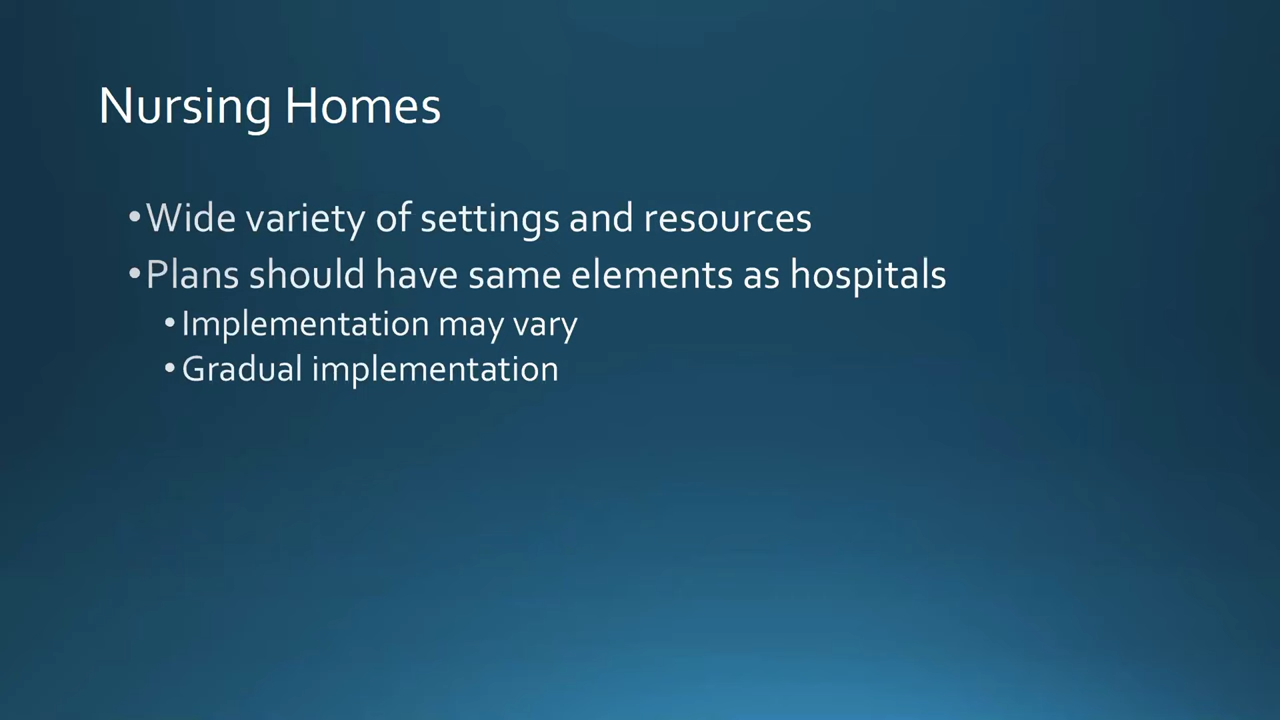 Nursing Homes
•Wide variety of settings and resources
•Plans should have same elements as hospitals
•Implementation may vary
•Gradual implementation